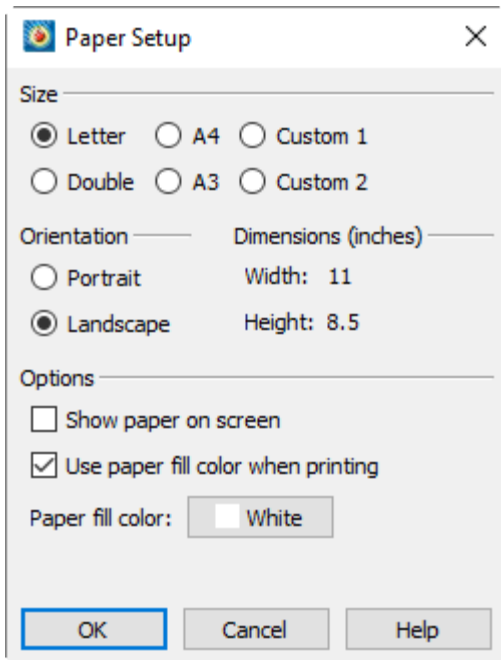 Paper Setup
Size
Letter A4 Custom 1
Double A3 Custom 2
Orientation Dimensions (inches)
Portrait Width: 11
Landscape Height: 8.5
Options
Show paper on screen
Use paper fill color when printing
Paper fill color: White
OK Cancel Help